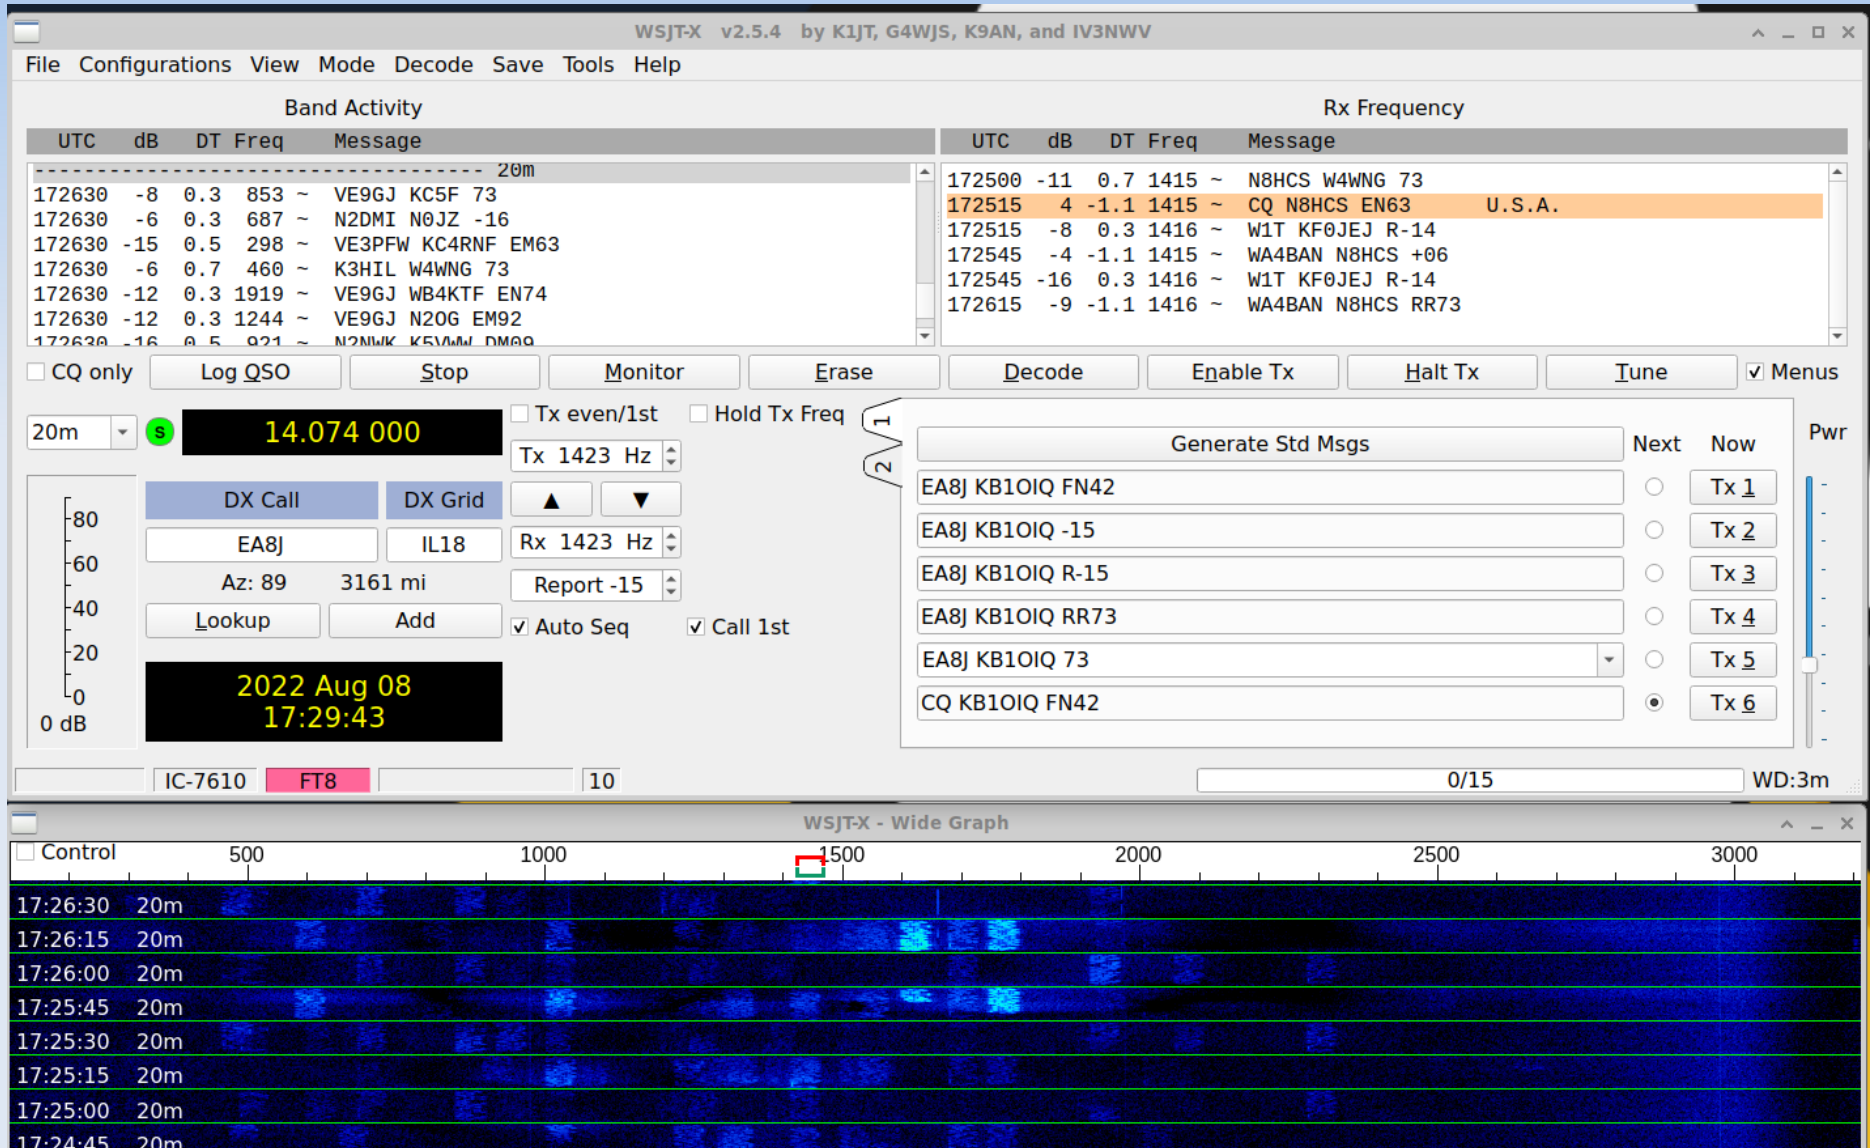 WSJT-X v2.5.4 by K1JT, G4WJS, K9AN, and IV3NWV
File Configurations View Mode Decode Save Tools Help
Band Activity
UTC dB DT Freq Message
----------------------------------- 20m
172630 -8 0.3 853 ~ VE9GJ KC5F 73
172630 -6 0.3 687 ~ N2DMI N0JZ -16
172630 -15 0.5 298 ~ VE3PFW KC4RNF EM63
172630 -6 0.7 460 ~ K3HIL W4WNG 73
172630 -12 0.3 1919 ~ VE9GJ WB4KTF EN74
172630 -12 0.3 1244 ~ VE9GJ N2OG EM92
172630 -16 0.5 921 ~ N2NWK K5VWW DM09
Rx Frequency
UTC dB DT Freq Message
172500 -11 0.7 1415 ~ N8HCS W4WNG 73
172515 4 -1.1 1415 ~ CQ N8HCS EN63 U.S.A.
172515 -8 0.3 1416 ~ W1T KF0JEJ R-14
172545 -4 -1.1 1415 ~ WA4BAN N8HCS +06
172545 -16 0.3 1416 ~ W1T KF0JEJ R-14
172615 -9 -1.1 1416 ~ WA4BAN N8HCS RR73
CQ only Log QSO Stop Monitor Erase Decode Enable Tx Halt Tx Tune Menus
20m S 14.074 000
Tx even/1st Hold Tx Freq
Tx 1423 Hz
DX Call DX Grid ▲ ▼
EA8J IL18
Rx 1423 Hz
Az: 89 3161 mi
Report -15
Lookup Add
Auto Seq Call 1st
2022 Aug 08
17:29:43
80
60
40
20
0
0 dB
1
2
Generate Std Msgs Next Now Pwr
EA8J KB1OIQ FN42 Tx 1
EA8J KB1OIQ -15 Tx 2
EA8J KB1OIQ R-15 Tx 3
EA8J KB1OIQ RR73 Tx 4
EA8J KB1OIQ 73 Tx 5
CQ KB1OIQ FN42 Tx 6
IC-7610 FT8 10 0/15 WD:3m
WSJT-X - Wide Graph
Control 500 1000 1500 2000 2500 3000
17:26:30 20m
17:26:15 20m
17:26:00 20m
17:25:45 20m
17:25:30 20m
17:25:15 20m
17:25:00 20m
17:24:45 20m